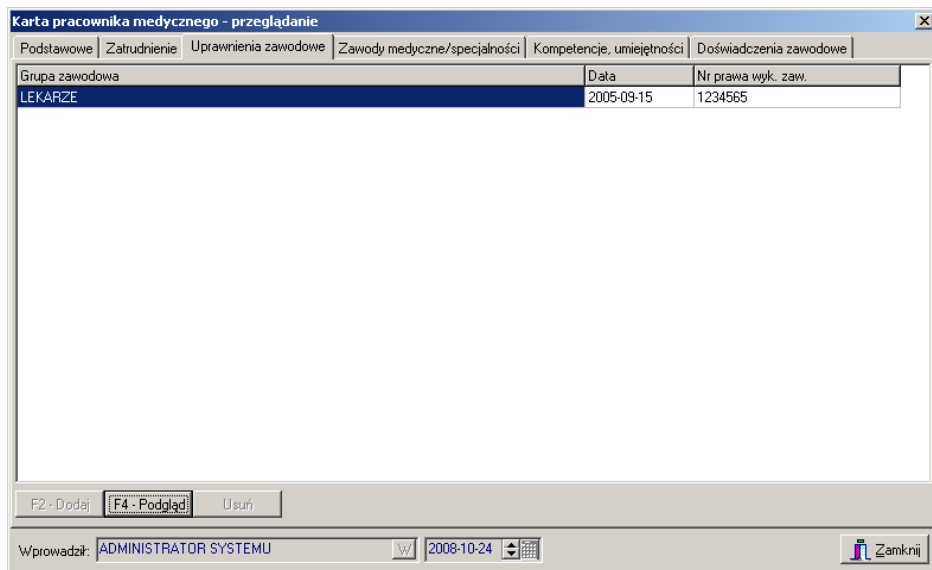 Karta pracownika medycznego - przeglądanie
Podstawowe Zatrudnienie Uprawnienia zawodowe Zawody medyczne/specjalności Kompetencje, umiejętności Doświadczenia zawodowe
Grupa zawodowa Data Nr prawa wyk. zaw.
LEKARZE 2005-09-15 1234565
F2 - Dodaj F4 - Podgląd Usuń
Wprowadził: ADMINISTRATOR SYSTEMU W 2008-10-24 Zamknij